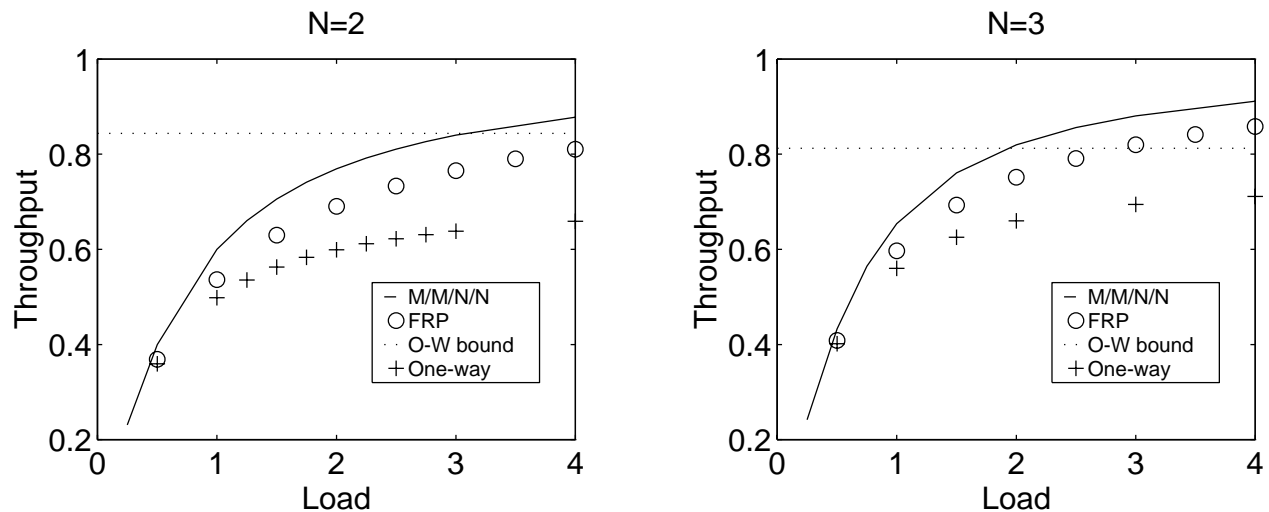 N=2
1
0.8
0.6
0.4
0.2
Throughput
0 1 2 3 4
Load
M/M/N/N
FRP
O-W bound
One-way
N=3
1
0.8
0.6
0.4
0.2
Throughput
0 1 2 3 4
Load
M/M/N/N
FRP
O-W bound
One-way